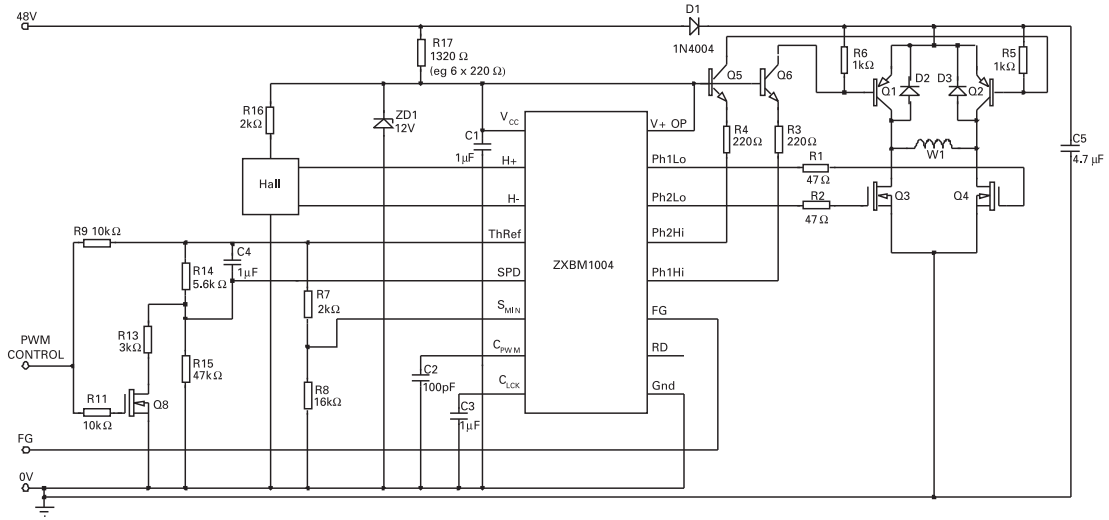 48V
D1
1N4004
R17
1320 Ω
(eg 6 x 220 Ω)
R6
1kΩ
R5
1kΩ
Q5
Q6
Q1
D2
D3
Q2
R16
2kΩ
ZD1
12V
C1
1μF
VCC
V+ OP
R4
220Ω
R3
220Ω
W1
C5
4.7 μF
Hall
H+
Ph1Lo
R1
47Ω
H-
Ph2Lo
R2
47Ω
Q3
Q4
R9 10kΩ
ThRef
Ph2Hi
C4
1μF
R14
5.6kΩ
SPD
ZXBM1004
Ph1Hi
R7
2kΩ
SMIN
FG
R13
3kΩ
PWM
CONTROL
R15
47kΩ
CPWM
RD
C2
100pF
R8
16kΩ
CLCK
Gnd
R11
10kΩ
Q8
C3
1μF
FG
0V